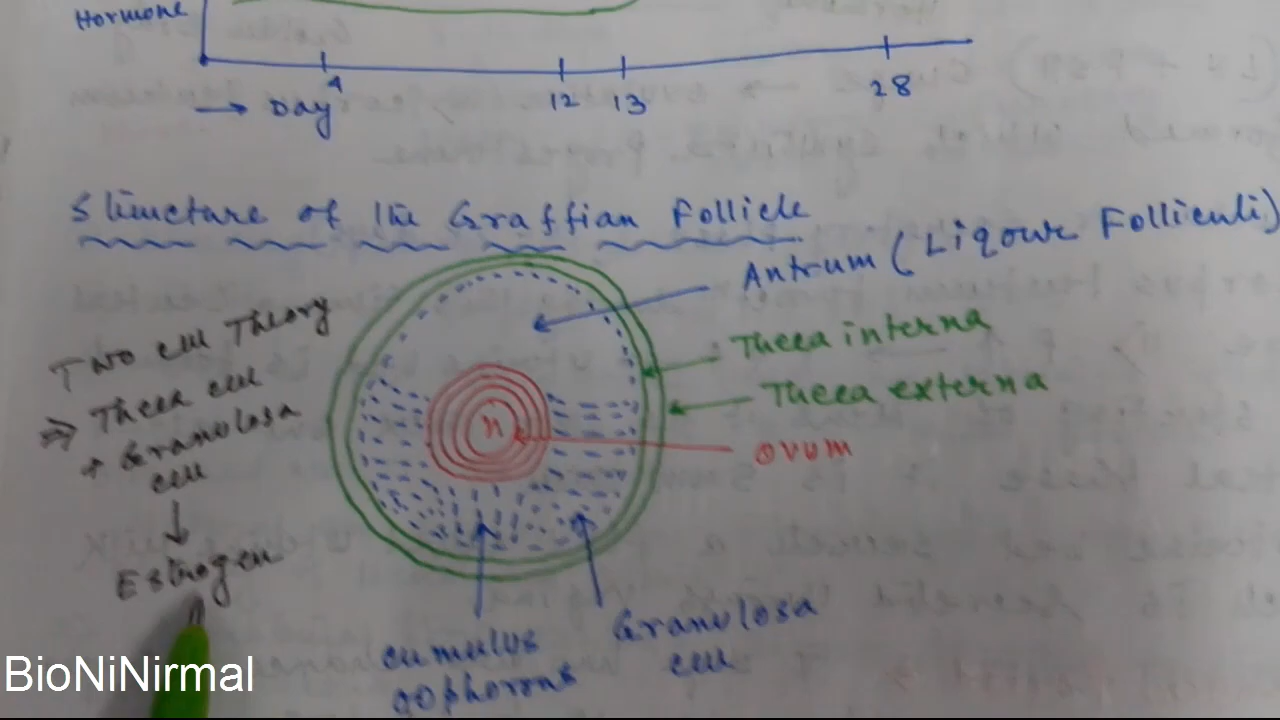 Hormone
→ Day 4 12 13 28
Structure of the Graffian Follicle
Antrum (Liqour Folliculi)
Theca interna
Theca externa
ovum
n
Two cell Theory
⇒ Theca cell
+ Granulosa
cell
↓
Estrogen
Granulosa
cell
cumulus
oophorous
BioNiNirmal